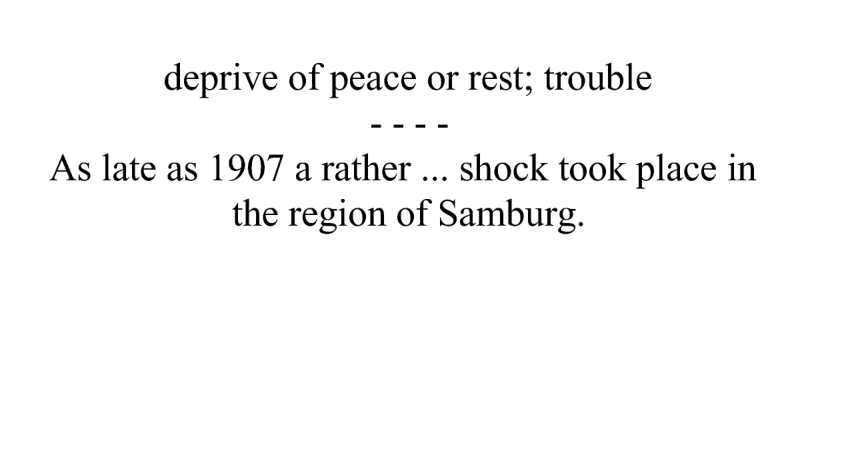 deprive of peace or rest; trouble
- - - -
As late as 1907 a rather ... shock took place in
the region of Samburg.